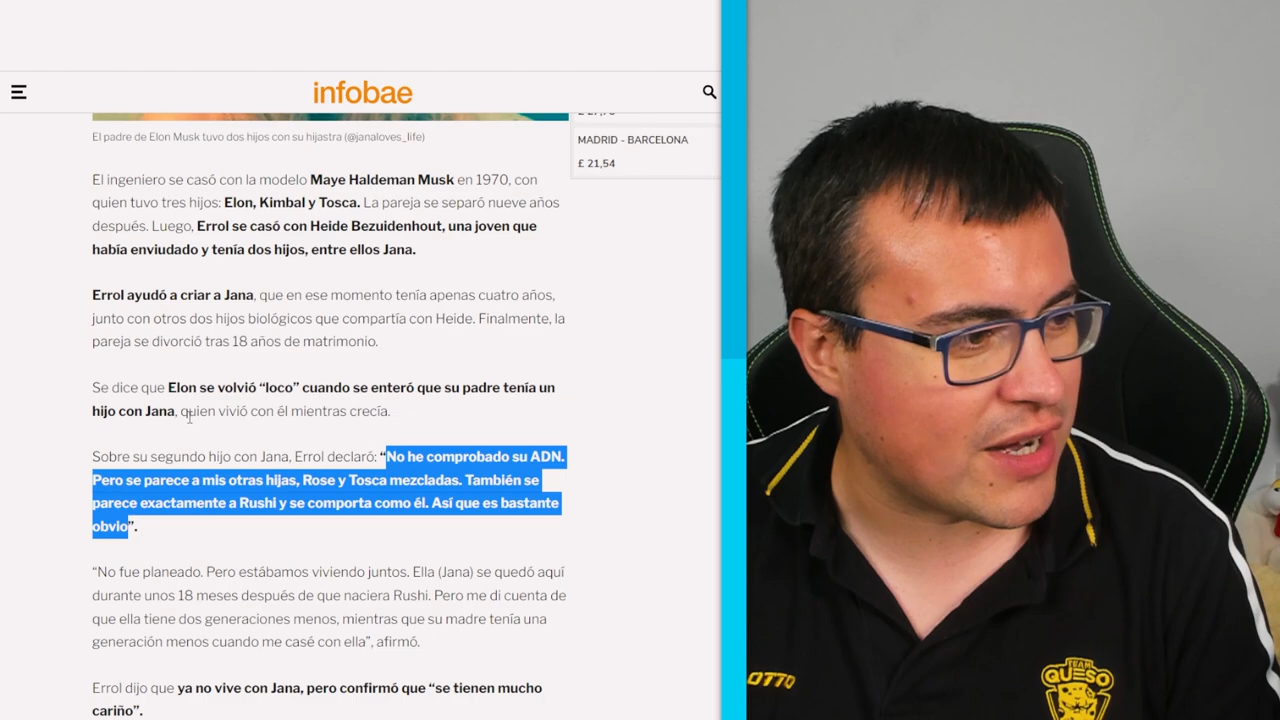 infobae
El padre de Elon Musk tuvo dos hijos con su hijastra (@janaloves_life)
MADRID - BARCELONA
£ 21,54
El ingeniero se casó con la modelo Maye Haldeman Musk en 1970, con
quien tuvo tres hijos: Elon, Kimbal y Tosca. La pareja se separó nueve años
después. Luego, Errol se casó con Heide Bezuidenhout, una joven que
había enviudado y tenía dos hijos, entre ellos Jana.
Errol ayudó a criar a Jana, que en ese momento tenía apenas cuatro años,
junto con otros dos hijos biológicos que compartía con Heide. Finalmente, la
pareja se divorció tras 18 años de matrimonio.
Se dice que Elon se volvió “loco” cuando se enteró que su padre tenía un
hijo con Jana, quien vivió con él mientras crecía.
Sobre su segundo hijo con Jana, Errol declaró: “No he comprobado su ADN.
Pero se parece a mis otras hijas, Rose y Tosca mezcladas. También se
parece exactamente a Rushi y se comporta como él. Así que es bastante
obvio”.
“No fue planeado. Pero estábamos viviendo juntos. Ella (Jana) se quedó aquí
durante unos 18 meses después de que naciera Rushi. Pero me di cuenta de
que ella tiene dos generaciones menos, mientras que su madre tenía una
generación menos cuando me casé con ella”, afirmó.
Errol dijo que ya no vive con Jana, pero confirmó que “se tienen mucho
cariño”.
OTTO
TEAM
QUESO